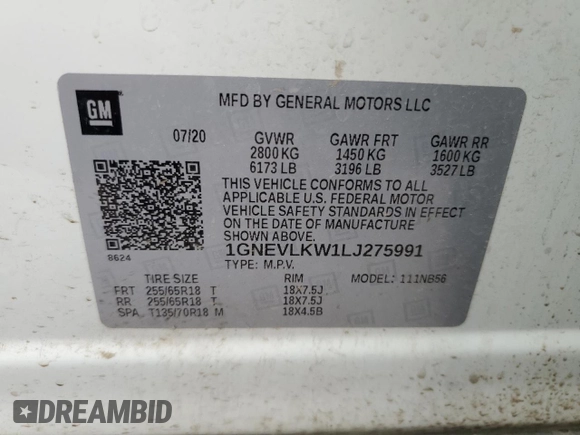 GM
MFD BY GENERAL MOTORS LLC
07/20 GVWR GAWR FRT GAWR RR
2800 KG 1450 KG 1600 KG
6173 LB 3196 LB 3527 LB
THIS VEHICLE CONFORMS TO ALL
APPLICABLE U.S. FEDERAL MOTOR
VEHICLE SAFETY STANDARDS IN EFFECT
ON THE DATE OF MANUFACTURE
SHOWN ABOVE.
8624
1GNEVLKW1LJ275991
TYPE: M.P.V.
TIRE SIZE RIM MODEL: 111NB56
FRT 255/65R18 T 18X7.5J
RR 255/65R18 T 18X7.5J
SPA T135/70R18 M 18X4.5B
DREAMBID